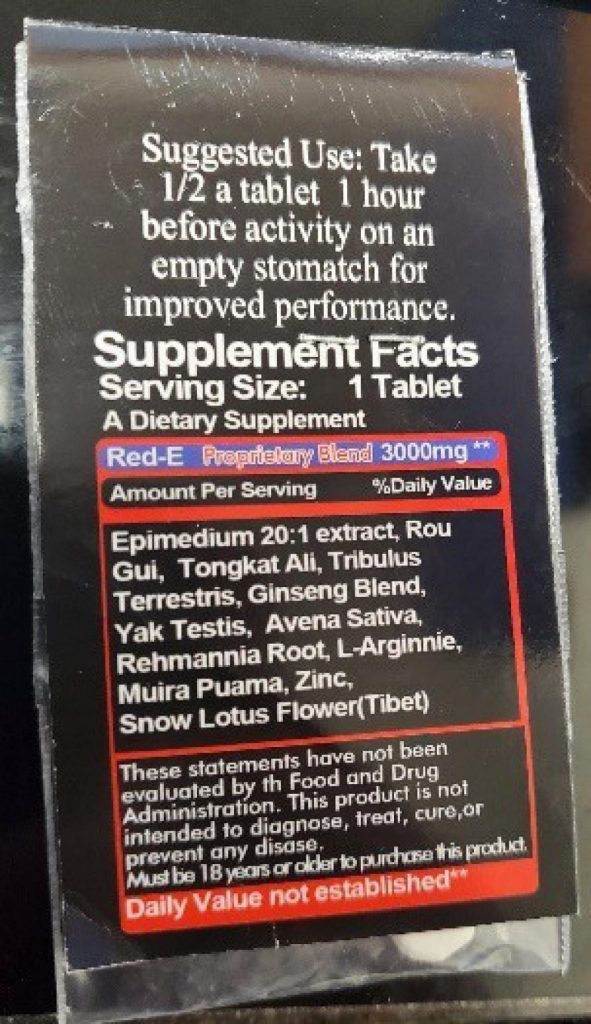 Suggested Use: Take
1/2 a tablet 1 hour
before activity on an
empty stomatch for
improved performance.
Supplement Facts
Serving Size: 1 Tablet
A Dietary Supplement
Red-E Proprietary Blend 3000mg **
Amount Per Serving %Daily Value
Epimedium 20:1 extract, Rou
Gui, Tongkat Ali, Tribulus
Terrestris, Ginseng Blend,
Yak Testis, Avena Sativa,
Rehmannia Root, L-Arginnie,
Muira Puama, Zinc,
Snow Lotus Flower(Tibet)
These statements have not been
evaluated by th Food and Drug
Administration. This product is not
intended to diagnose, treat, cure,or
prevent any disase.
Must be 18 years or older to purchase this product.
Daily Value not established**